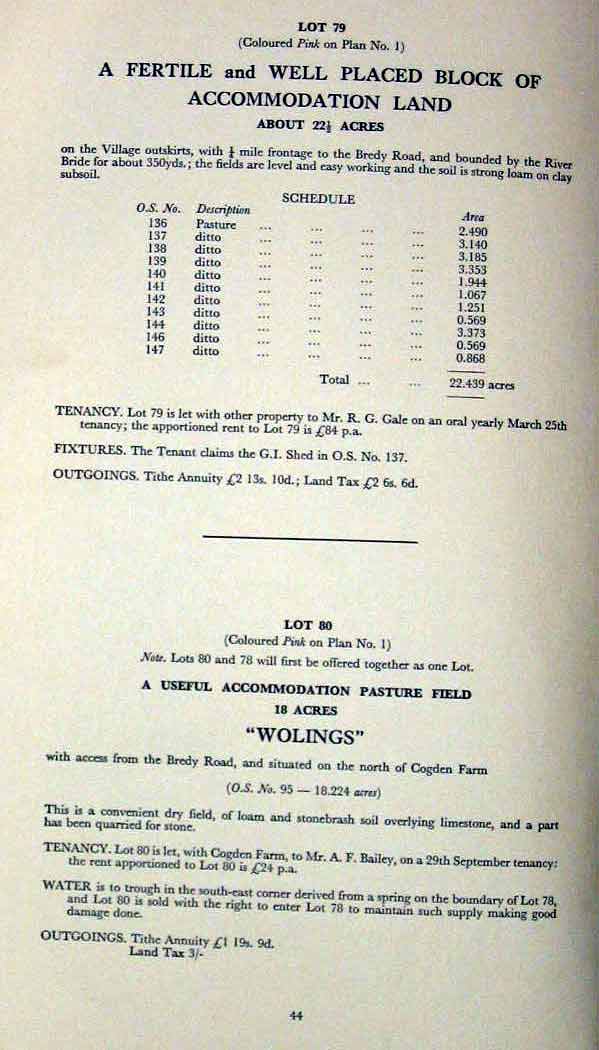 LOT 79
(Coloured Pink on Plan No. 1)
A FERTILE and WELL PLACED BLOCK OF
ACCOMMODATION LAND
ABOUT 22½ ACRES
on the Village outskirts, with ¼ mile frontage to the Bredy Road, and bounded by the River
Bride for about 350yds.; the fields are level and easy working and the soil is strong loam on clay
subsoil.
SCHEDULE
O.S. No. Description Area
136 Pasture ... ... ... ... 2.490
137 ditto ... ... ... ... 3.140
138 ditto ... ... ... ... 3.185
139 ditto ... ... ... ... 3.353
140 ditto ... ... ... ... 1.944
141 ditto ... ... ... ... 1.067
142 ditto ... ... ... ... 1.251
143 ditto ... ... ... ... 0.569
144 ditto ... ... ... ... 3.373
146 ditto ... ... ... ... 0.569
147 ditto ... ... ... ... 0.868
Total ... ... 22.439 acres
TENANCY. Lot 79 is let with other property to Mr. R. G. Gale on an oral yearly March 25th
tenancy; the apportioned rent to Lot 79 is £84 p.a.
FIXTURES. The Tenant claims the G.I. Shed in O.S. No. 137.
OUTGOINGS. Tithe Annuity £2 13s. 10d.; Land Tax £2 6s. 6d.
LOT 80
(Coloured Pink on Plan No. 1)
Note. Lots 80 and 78 will first be offered together as one Lot.
A USEFUL ACCOMMODATION PASTURE FIELD
18 ACRES
"WOLINGS"
with access from the Bredy Road, and situated on the north of Cogden Farm
(O.S. No. 95 — 18.224 acres)
This is a convenient dry field, of loam and stonebrash soil overlying limestone, and a part
has been quarried for stone.
TENANCY. Lot 80 is let, with Cogden Farm, to Mr. A. F. Bailey, on a 29th September tenancy:
the rent apportioned to Lot 80 is £24 p.a.
WATER is to trough in the south-east corner derived from a spring on the boundary of Lot 78,
and Lot 80 is sold with the right to enter Lot 78 to maintain such supply making good
damage done.
OUTGOINGS. Tithe Annuity £1 19s. 9d.
Land Tax 3/-
44